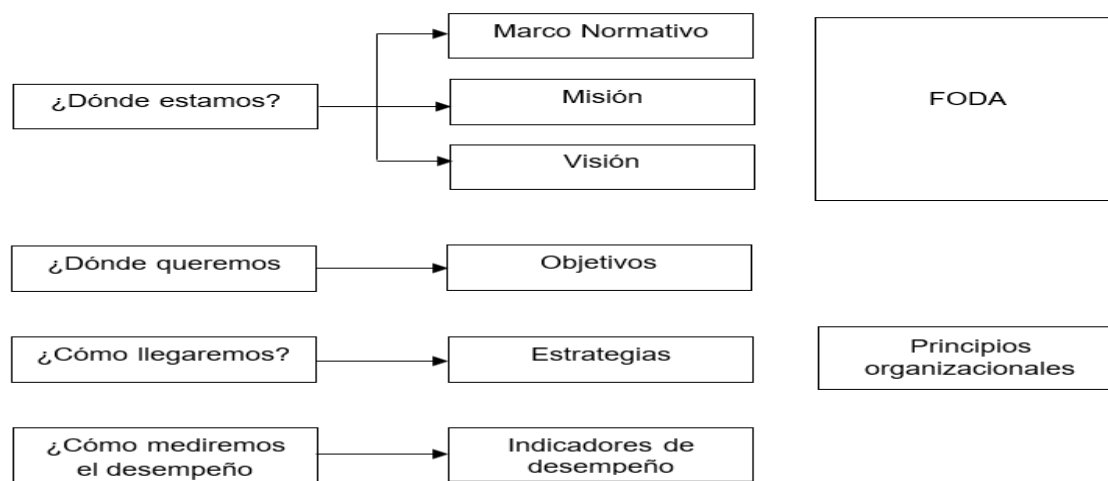 Marco Normativo
¿Dónde estamos?
Misión
FODA
Visión
¿Dónde queremos
Objetivos
¿Cómo llegaremos?
Estrategias
Principios
organizacionales
¿Cómo mediremos
el desempeño
Indicadores de
desempeño